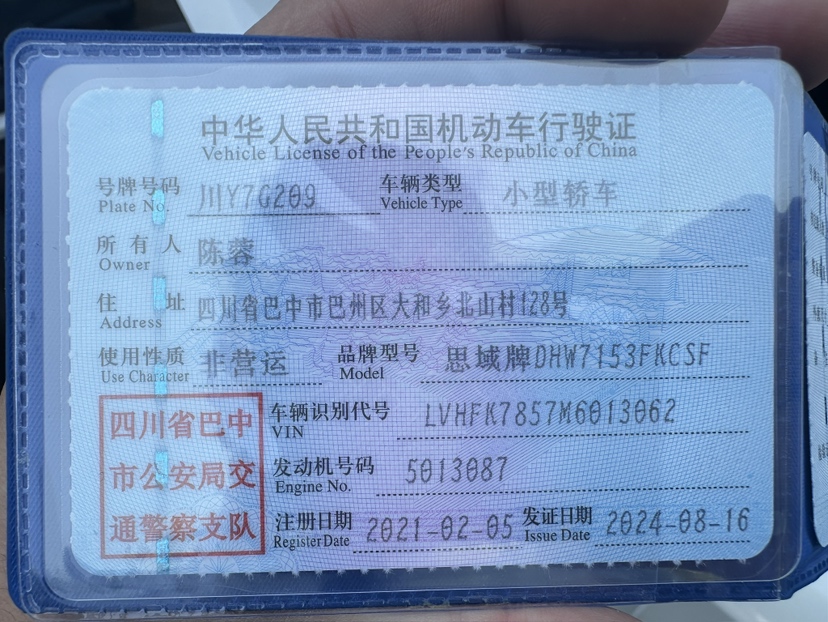 中华人民共和国机动车行驶证
Vehicle License of the People's Republic of China
号牌号码 川Y7G209 车辆类型 小型轿车
Plate No. Vehicle Type
所有人 陈蓉
Owner
住址 四川省巴中市巴州区大和乡北山村128号
Address
使用性质 非营运 品牌型号 思域牌DHW7153FKCSF
Use Character Model
四川省巴中
市公安局交
通警察支队
车辆识别代号 LVHFK7857M6013062
VIN
发动机号码 5013087
Engine No.
注册日期 2021-02-05 发证日期 2024-08-16
Register Date Issue Date